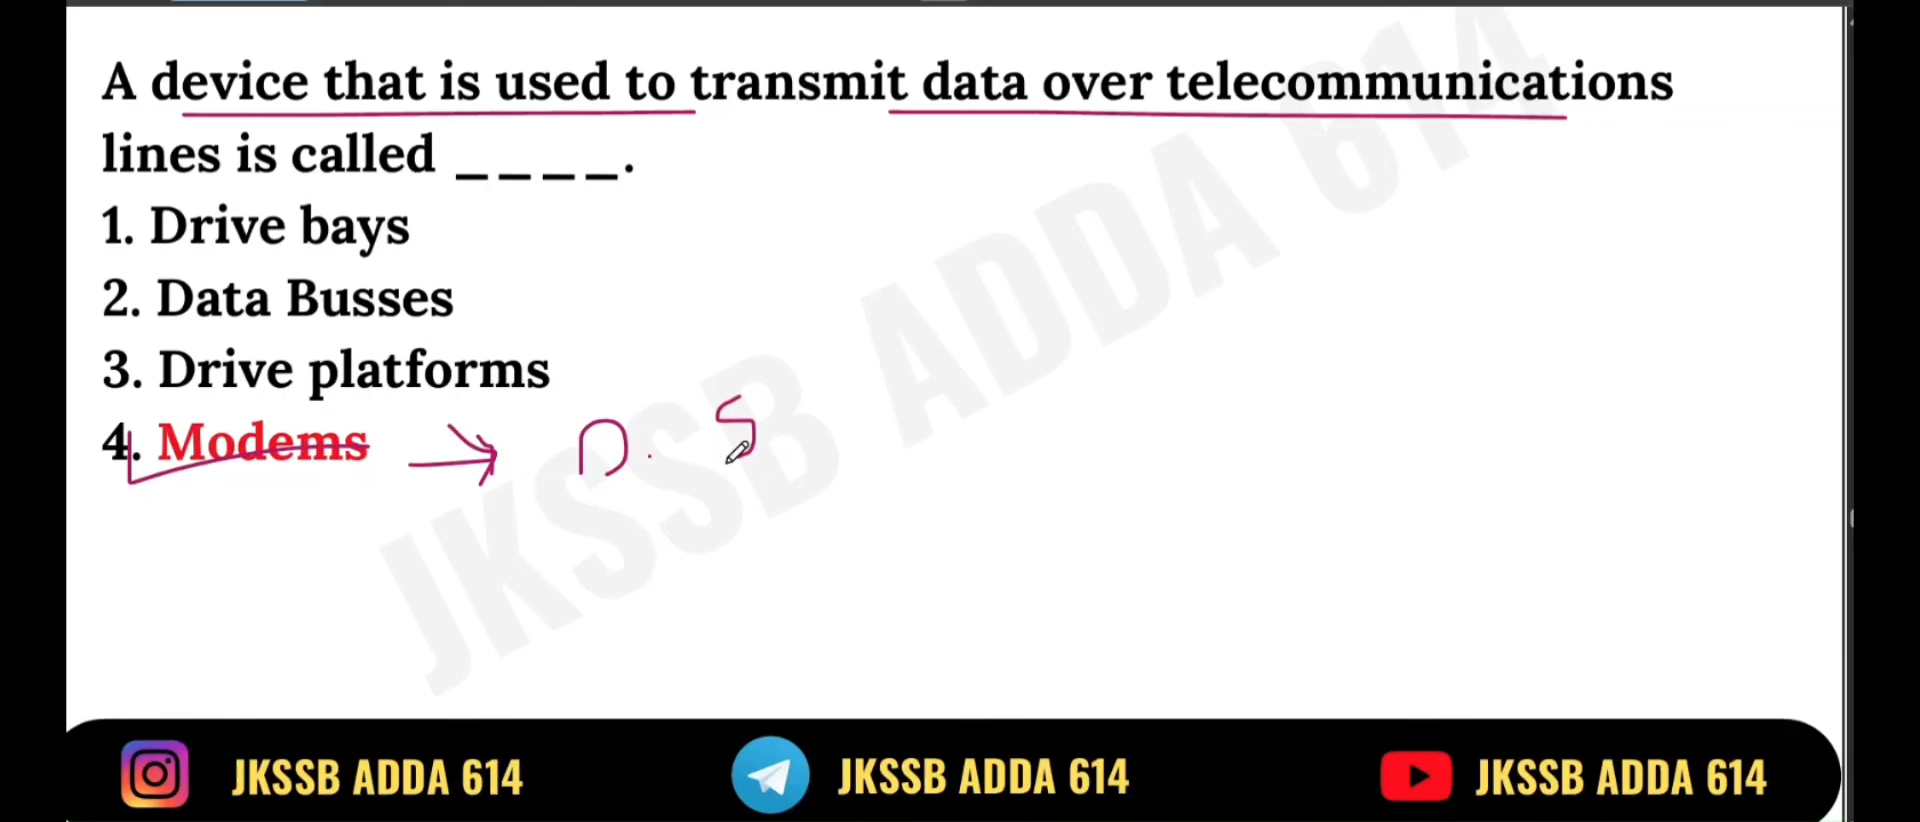 A device that is used to transmit data over telecommunications
lines is called _ _ _ _.
1. Drive bays
2. Data Busses
3. Drive platforms
4. Modems → D. S
JKSSB ADDA 614
JKSSB ADDA 614
JKSSB ADDA 614
JKSSB ADDA 614